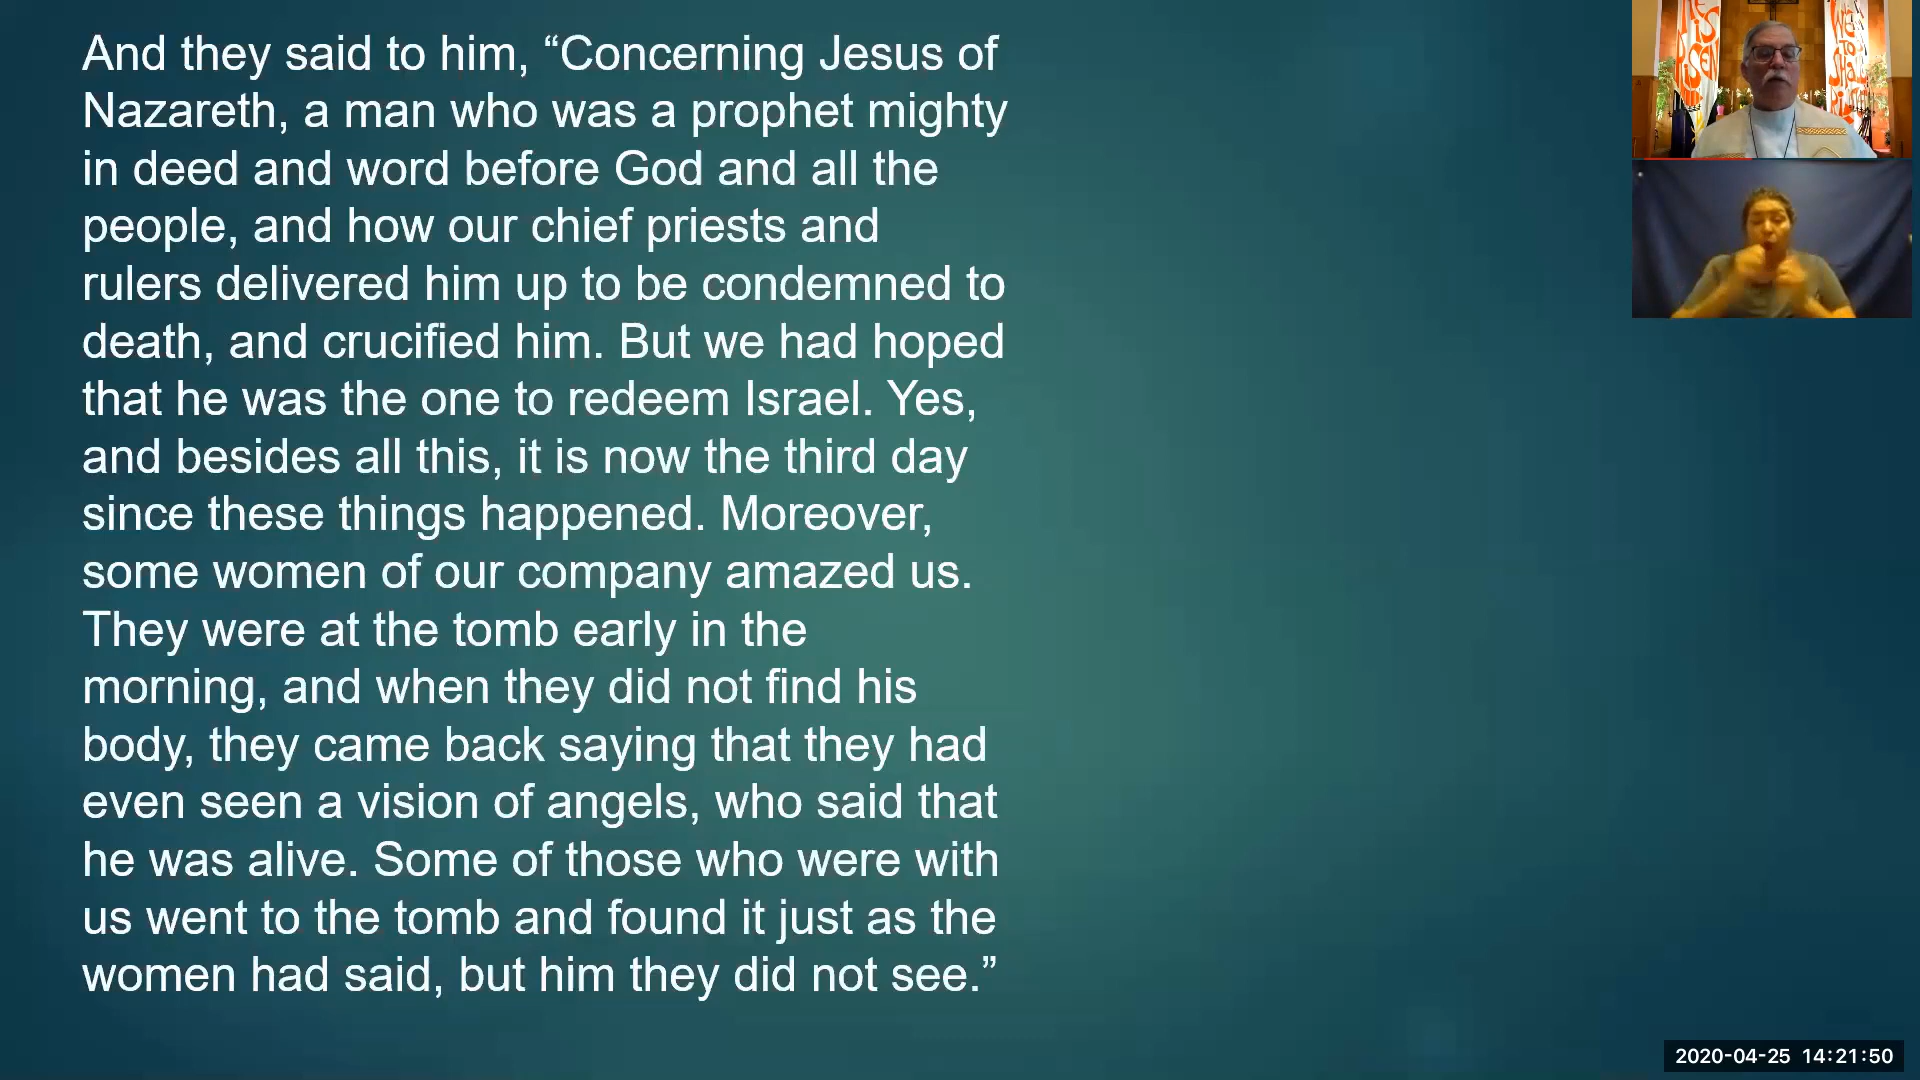 And they said to him, “Concerning Jesus of
Nazareth, a man who was a prophet mighty
in deed and word before God and all the
people, and how our chief priests and
rulers delivered him up to be condemned to
death, and crucified him. But we had hoped
that he was the one to redeem Israel. Yes,
and besides all this, it is now the third day
since these things happened. Moreover,
some women of our company amazed us.
They were at the tomb early in the
morning, and when they did not find his
body, they came back saying that they had
even seen a vision of angels, who said that
he was alive. Some of those who were with
us went to the tomb and found it just as the
women had said, but him they did not see.”
RISEN
WE
TO
SHALL
2020-04-25 14:21:50